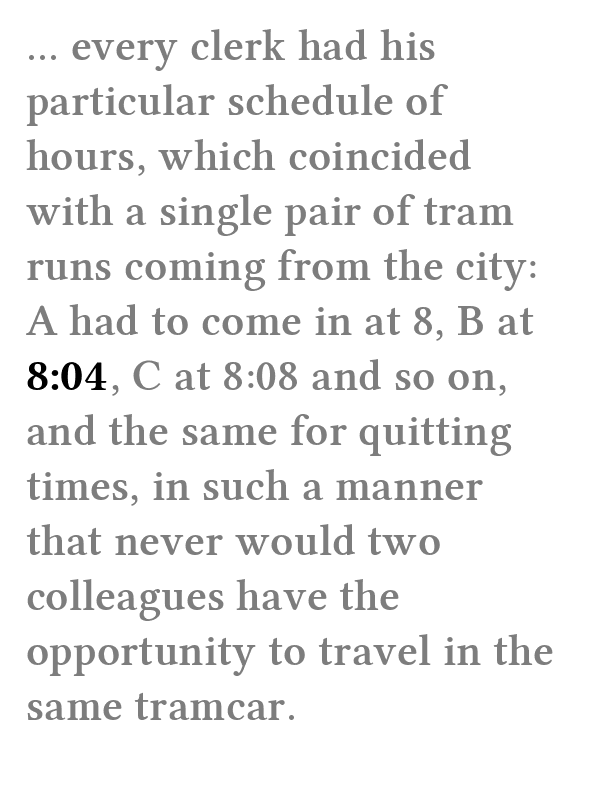 ... every clerk had his
particular schedule of
hours, which coincided
with a single pair of tram
runs coming from the city:
A had to come in at 8, B at
8:04, C at 8:08 and so on,
and the same for quitting
times, in such a manner
that never would two
colleagues have the
opportunity to travel in the
same tramcar.